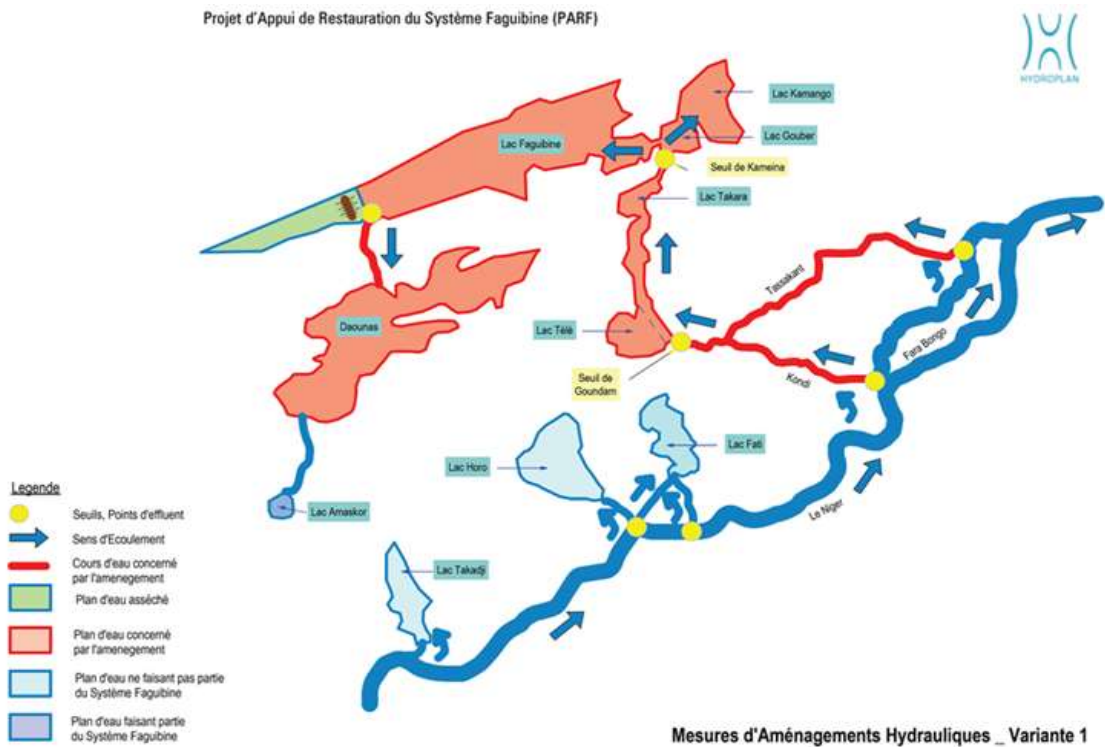 Projet d'Appui de Restauration du Système Faguibine (PARF)
HYDROPLAN
Lac Kamango
Lac Gouber
Lac Faguibine
Seuil de Kameina
Lac Takara
Tassakant
Daounas
Lac Télé
Fara Bongo
Seuil de
Goundam
Kondi
Lac Fati
Lac Horo
Legende
Seuils, Points d'effluent
Lac Amaskor
Le Niger
Sens d'Ecoulement
Cours d'eau concerné
par l'amenegement
Lac Takadji
Plan d'eau asséché
Plan d'eau concerné
par l'amenegement
Plan d'eau ne faisant pas partie
du Système Faguibine
Plan d'eau faisant partie
du Système Faguibine
Mesures d'Aménagements Hydrauliques _ Variante 1